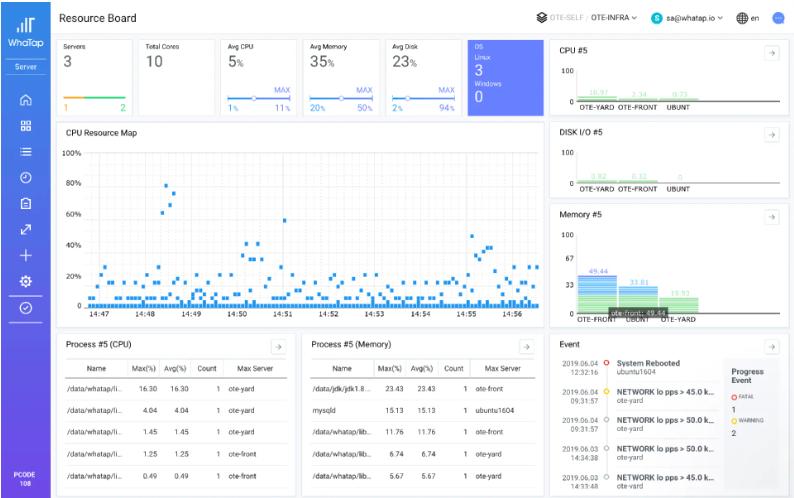 WhaTap
Server
PCODE
108
Resource Board
OTE-SELF / OTE-INFRA
sa@whatap.io
en
Servers
3
1 2
Total Cores
10
Avg CPU
5%
MAX
1% 11%
Avg Memory
35%
MAX
20% 50%
Avg Disk
23%
MAX
2% 94%
OS
Linux
3
Windows
0
CPU Resource Map
100%
80%
60%
40%
20%
0
14:47 14:48 14:49 14:50 14:51 14:52 14:53 14:54 14:55 14:56
CPU #5
100
10.97 2.34 0.73
0
OTE-YARD OTE-FRONT UBUNT
DISK I/O #5
100
0.82 0.32 0
0
OTE-YARD OTE-FRONT UBUNT
Memory #5
100
67
49.44
33.81
33
15.92
ote-front: 49.44
0
OTE-FRONT UBUNT OTE-YARD
Process #5 (CPU)
Name Max(%) Avg(%) Count Max Server
/data/whatap/li... 16.30 16.30 1 ote-yard
/data/whatap/li... 4.04 4.04 1 ote-yard
/data/whatap/li... 1.45 1.45 1 ote-yard
/data/whatap/li... 1.25 1.25 1 ote-front
/data/whatap/li... 0.49 0.49 1 ote-front
Process #5 (Memory)
Name Max(%) Avg(%) Count Max Server
/data/jdk/jdk1.8... 23.43 23.43 1 ote-front
mysqld 15.13 15.13 1 ubuntu1604
/data/whatap/lib... 11.76 11.76 1 ote-front
/data/whatap/lib... 6.74 6.74 1 ote-yard
/data/whatap/lib... 5.67 5.67 1 ote-yard
Event
2019.06.04 System Rebooted
12:32:16 ubuntu1604
2019.06.04 NETWORK Io pps > 45.0 k...
09:31:57 ote-yard
2019.06.04 NETWORK Io pps > 50.0 k...
09:31:57 ote-yard
2019.06.03 NETWORK Io pps > 50.0 k...
14:34:38 ote-yard
2019.06.03 NETWORK Io pps > 45.0 k...
14:33:48 ote-yard
Progress
Event
FATAL
1
WARNING
2